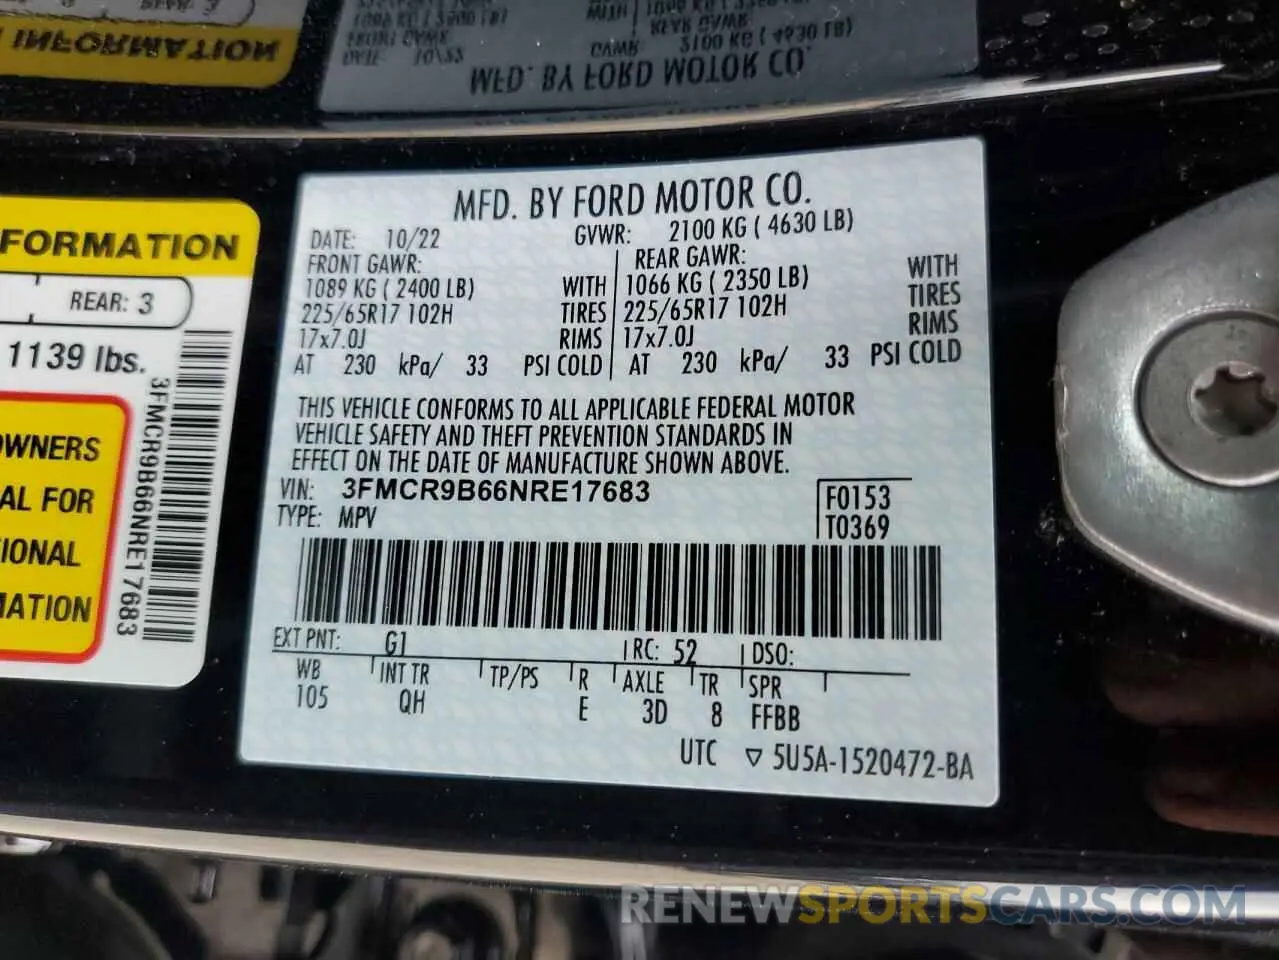 MFD. BY FORD MOTOR CO.
DATE: 10/22 GVWR: 2100 KG ( 4630 LB)
FRONT GAWR: REAR GAWR:
1089 KG ( 2400 LB) WITH 1066 KG ( 2350 LB) WITH
225/65R17 102H TIRES 225/65R17 102H TIRES
17x7.0J RIMS 17x7.0J RIMS
AT 230 kPa/ 33 PSI COLD AT 230 kPa/ 33 PSI COLD
THIS VEHICLE CONFORMS TO ALL APPLICABLE FEDERAL MOTOR
VEHICLE SAFETY AND THEFT PREVENTION STANDARDS IN
EFFECT ON THE DATE OF MANUFACTURE SHOWN ABOVE.
VIN: 3FMCR9B66NRE17683 F0153
TYPE: MPV T0369
EXT PNT: G1 RC: 52 DSO:
WB INT TR TP/PS R AXLE TR SPR
105 QH E 3D 8 FFBB
UTC ▽ 5U5A-1520472-BA
FORMATION
REAR: 3
1139 lbs.
3FMCR9B66NRE17683
OWNERS
AL FOR
IONAL
MATION
INFORMATION
MFD. BY FORD MOTOR CO.
RENEWSPORTSCARS.COM